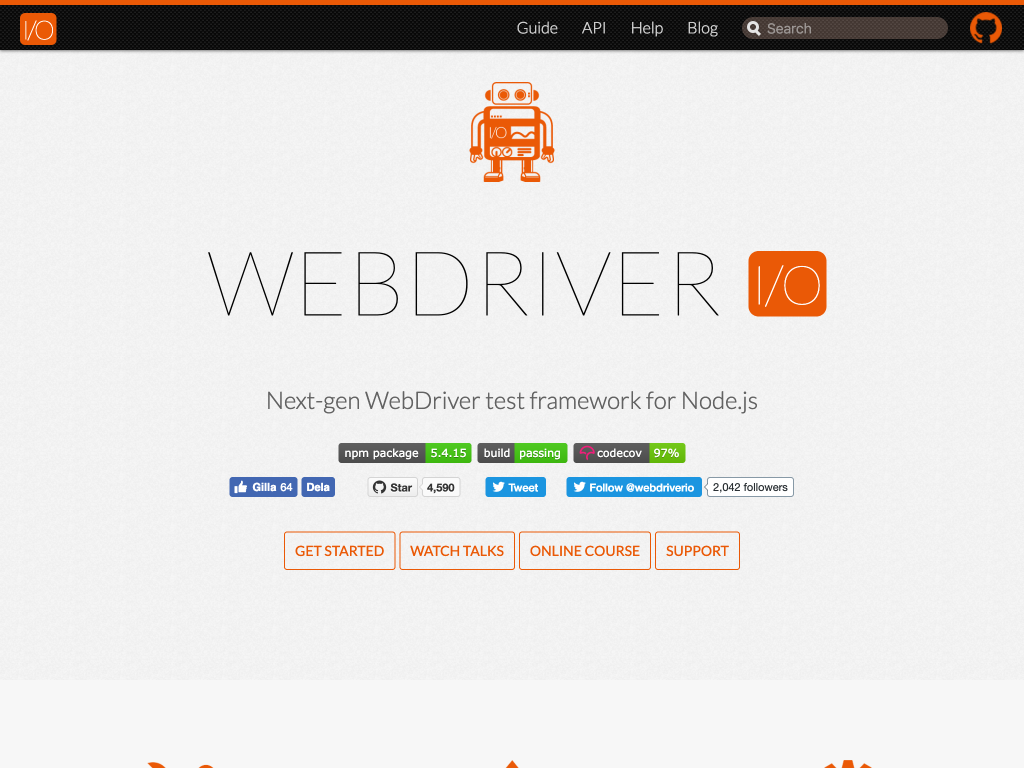 I/O Guide API Help Blog Search
I/O
WEBDRIVER I/O
Next-gen WebDriver test framework for Node.js
npm package 5.4.15 build passing codecov 97%
Gilla 64 Dela Star 4,590 Tweet Follow @webdriverio 2,042 followers
GET STARTED WATCH TALKS ONLINE COURSE SUPPORT